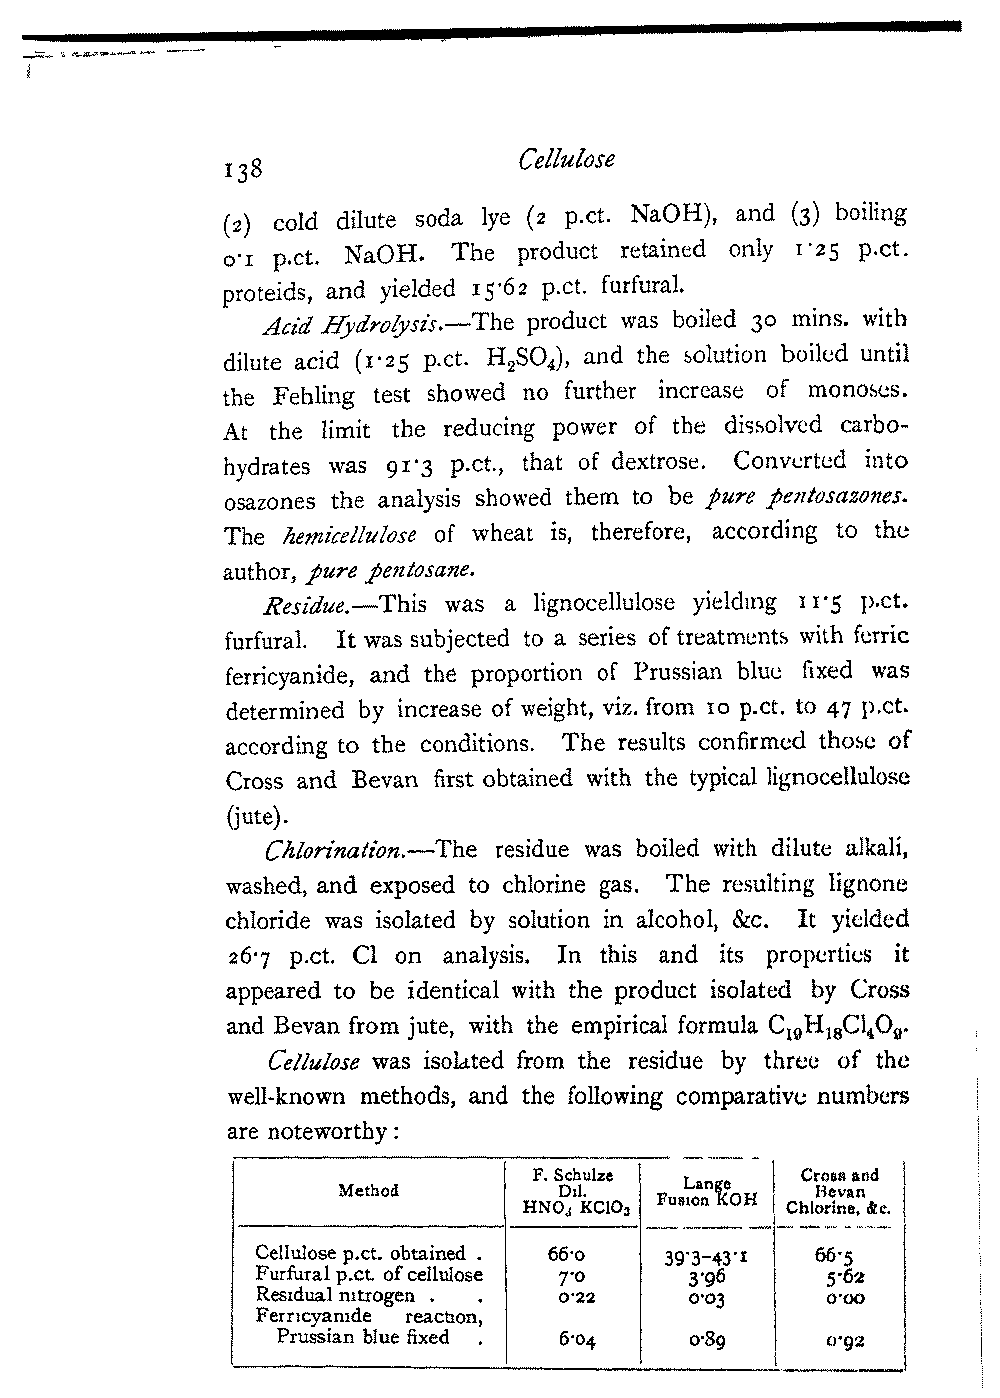 138 Cellulose
(2) cold dilute soda lye (2 p.ct. NaOH), and (3) boiling
0·1 p.ct. NaOH. The product retained only 1·25 p.ct.
proteids, and yielded 15·62 p.ct. furfural.
Acid Hydrolysis.—The product was boiled 30 mins. with
dilute acid (1·25 p.ct. H₂SO₄), and the solution boiled until
the Fehling test showed no further increase of monoses.
At the limit the reducing power of the dissolved carbo-
hydrates was 91·3 p.ct., that of dextrose. Converted into
osazones the analysis showed them to be pure pentosazones.
The hemicellulose of wheat is, therefore, according to the
author, pure pentosane.
Residue.—This was a lignocellulose yielding 11·5 p.ct.
furfural. It was subjected to a series of treatments with ferric
ferricyanide, and the proportion of Prussian blue fixed was
determined by increase of weight, viz. from 10 p.ct. to 47 p.ct.
according to the conditions. The results confirmed those of
Cross and Bevan first obtained with the typical lignocellulose
(jute).
Chlorination.—The residue was boiled with dilute alkali,
washed, and exposed to chlorine gas. The resulting lignone
chloride was isolated by solution in alcohol, &c. It yielded
26·7 p.ct. Cl on analysis. In this and its properties it
appeared to be identical with the product isolated by Cross
and Bevan from jute, with the empirical formula C₁₉H₁₈Cl₄O₉.
Cellulose was isolated from the residue by three of the
well-known methods, and the following comparative numbers
are noteworthy:
Method
F. Schulze
Dil.
HNO₃ KClO₃
Lange
Fusion KOH
Cross and
Bevan
Chlorine, &c.
Cellulose p.ct. obtained . 66·0 39·3–43·1 66·5
Furfural p.ct. of cellulose 7·0 3·96 5·62
Residual nitrogen . . 0·22 0·03 0·00
Ferricyanide reaction,
Prussian blue fixed . 6·04 0·89 0·92